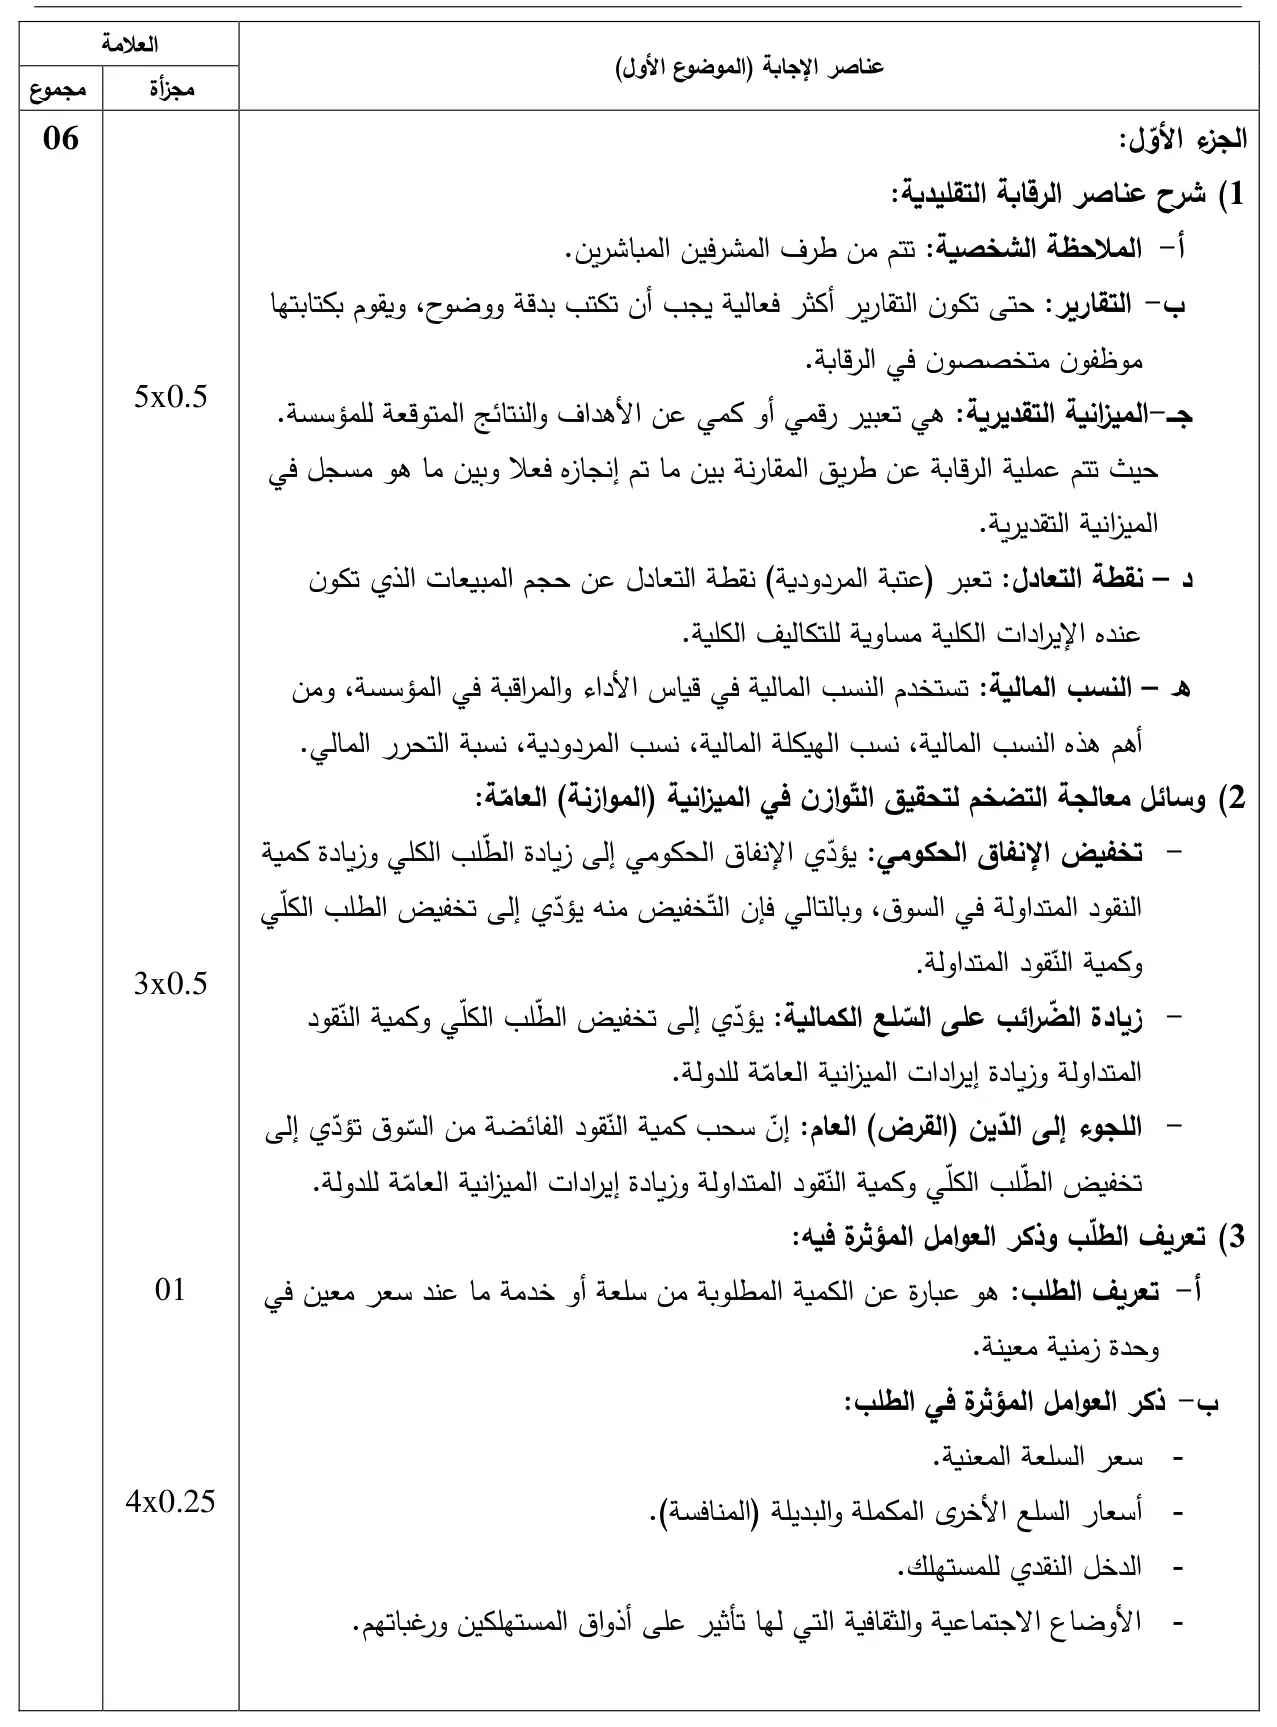 العلامة
عناصر الإجابة (الموضوع الأول)
مجموع
مجزأة
06
الجزء الأوّل:
1) شرح عناصر الرقابة التقليدية:
أ- الملاحظة الشخصية: تتم من طرف المشرفين المباشرين.
ب- التقارير: حتى تكون التقارير أكثر فعالية يجب أن تكتب بدقة ووضوح، ويقوم بكتابتها
موظفون متخصصون في الرقابة.
5x0.5
جـ-الميزانية التقديرية: هي تعبير رقمي أو كمي عن الأهداف والنتائج المتوقعة للمؤسسة.
حيث تتم عملية الرقابة عن طريق المقارنة بين ما تم إنجازه فعلا وبين ما هو مسجل في
الميزانية التقديرية.
د – نقطة التعادل: تعبر (عتبة المردودية) نقطة التعادل عن حجم المبيعات الذي تكون
عنده الإيرادات الكلية مساوية للتكاليف الكلية.
ه – النسب المالية: تستخدم النسب المالية في قياس الأداء والمراقبة في المؤسسة، ومن
أهم هذه النسب المالية، نسب الهيكلة المالية، نسب المردودية، نسبة التحرر المالي.
2) وسائل معالجة التضخم لتحقيق التّوازن في الميزانية (الموازنة) العامّة:
- تخفيض الإنفاق الحكومي: يؤدّي الإنفاق الحكومي إلى زيادة الطّلب الكلي وزيادة كمية
النقود المتداولة في السوق، وبالتالي فإن التّخفيض منه يؤدّي إلى تخفيض الطلب الكلّي
وكمية النّقود المتداولة.
3x0.5
- زيادة الضّرائب على السّلع الكمالية: يؤدّي إلى تخفيض الطّلب الكلّي وكمية النّقود
المتداولة وزيادة إيرادات الميزانية العامّة للدولة.
- اللجوء إلى الدّين (القرض) العام: إنّ سحب كمية النّقود الفائضة من السّوق تؤدّي إلى
تخفيض الطّلب الكلّي وكمية النّقود المتداولة وزيادة إيرادات الميزانية العامّة للدولة.
3) تعريف الطلّب وذكر العوامل المؤثرة فيه:
01
أ- تعريف الطلب: هو عبارة عن الكمية المطلوبة من سلعة أو خدمة ما عند سعر معين في
وحدة زمنية معينة.
ب- ذكر العوامل المؤثرة في الطلب:
- سعر السلعة المعنية.
4x0.25
- أسعار السلع الأخرى المكملة والبديلة (المنافسة).
- الدخل النقدي للمستهلك.
- الأوضاع الاجتماعية والثقافية التي لها تأثير على أذواق المستهلكين ورغباتهم.